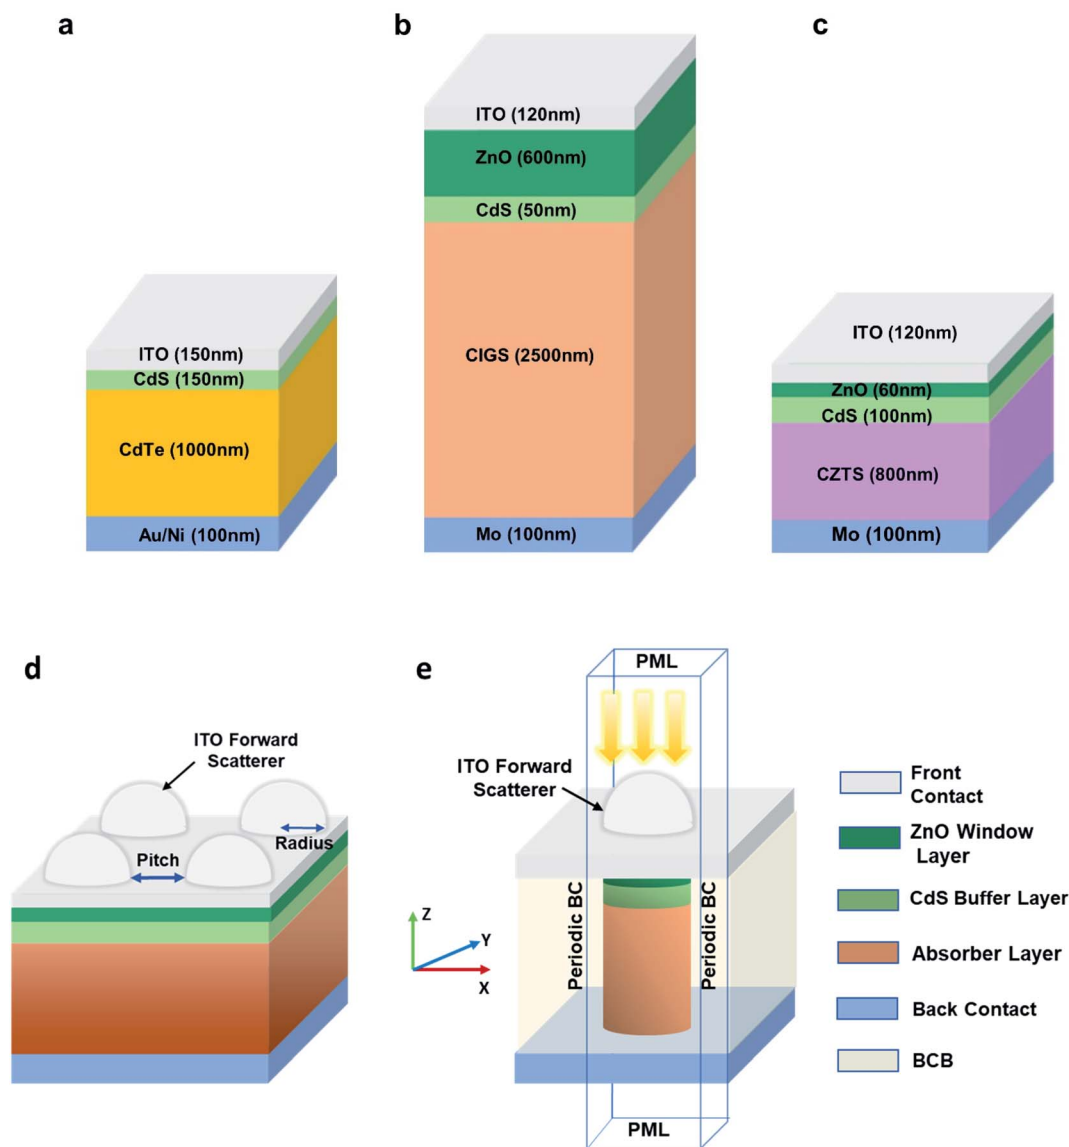 a
b
c
ITO (120nm)
ZnO (600nm)
CdS (50nm)
CIGS (2500nm)
Mo (100nm)
ITO (150nm)
CdS (150nm)
CdTe (1000nm)
Au/Ni (100nm)
ITO (120nm)
ZnO (60nm)
CdS (100nm)
CZTS (800nm)
Mo (100nm)
d
ITO Forward
Scatterer
Pitch
Radius
e
PML
ITO Forward
Scatterer
Periodic BC
Periodic BC
PML
Z
Y
X
Front
Contact
ZnO Window
Layer
CdS Buffer Layer
Absorber Layer
Back Contact
BCB